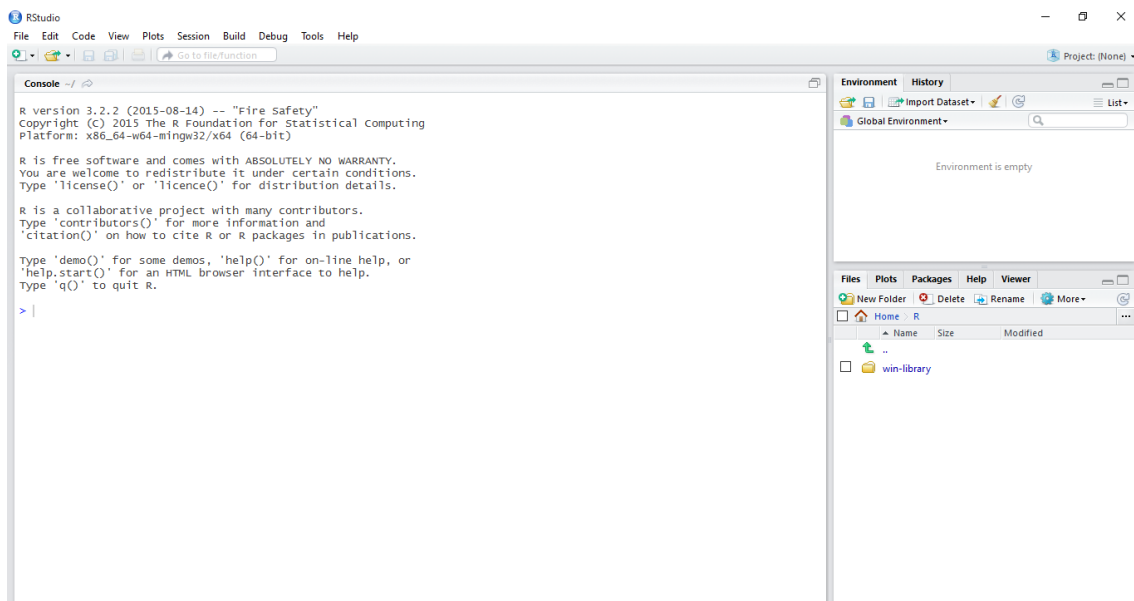 RStudio
File Edit Code View Plots Session Build Debug Tools Help
Go to file/function
Project: (None)
Console ~/
R version 3.2.2 (2015-08-14) -- "Fire Safety"
Copyright (C) 2015 The R Foundation for Statistical Computing
Platform: x86_64-w64-mingw32/x64 (64-bit)
R is free software and comes with ABSOLUTELY NO WARRANTY.
You are welcome to redistribute it under certain conditions.
Type 'license()' or 'licence()' for distribution details.
R is a collaborative project with many contributors.
Type 'contributors()' for more information and
'citation()' on how to cite R or R packages in publications.
Type 'demo()' for some demos, 'help()' for on-line help, or
'help.start()' for an HTML browser interface to help.
Type 'q()' to quit R.
>
Environment History
Import Dataset List
Global Environment
Environment is empty
Files Plots Packages Help Viewer
New Folder Delete Rename More
Home R ...
Name Size Modified
..
win-library